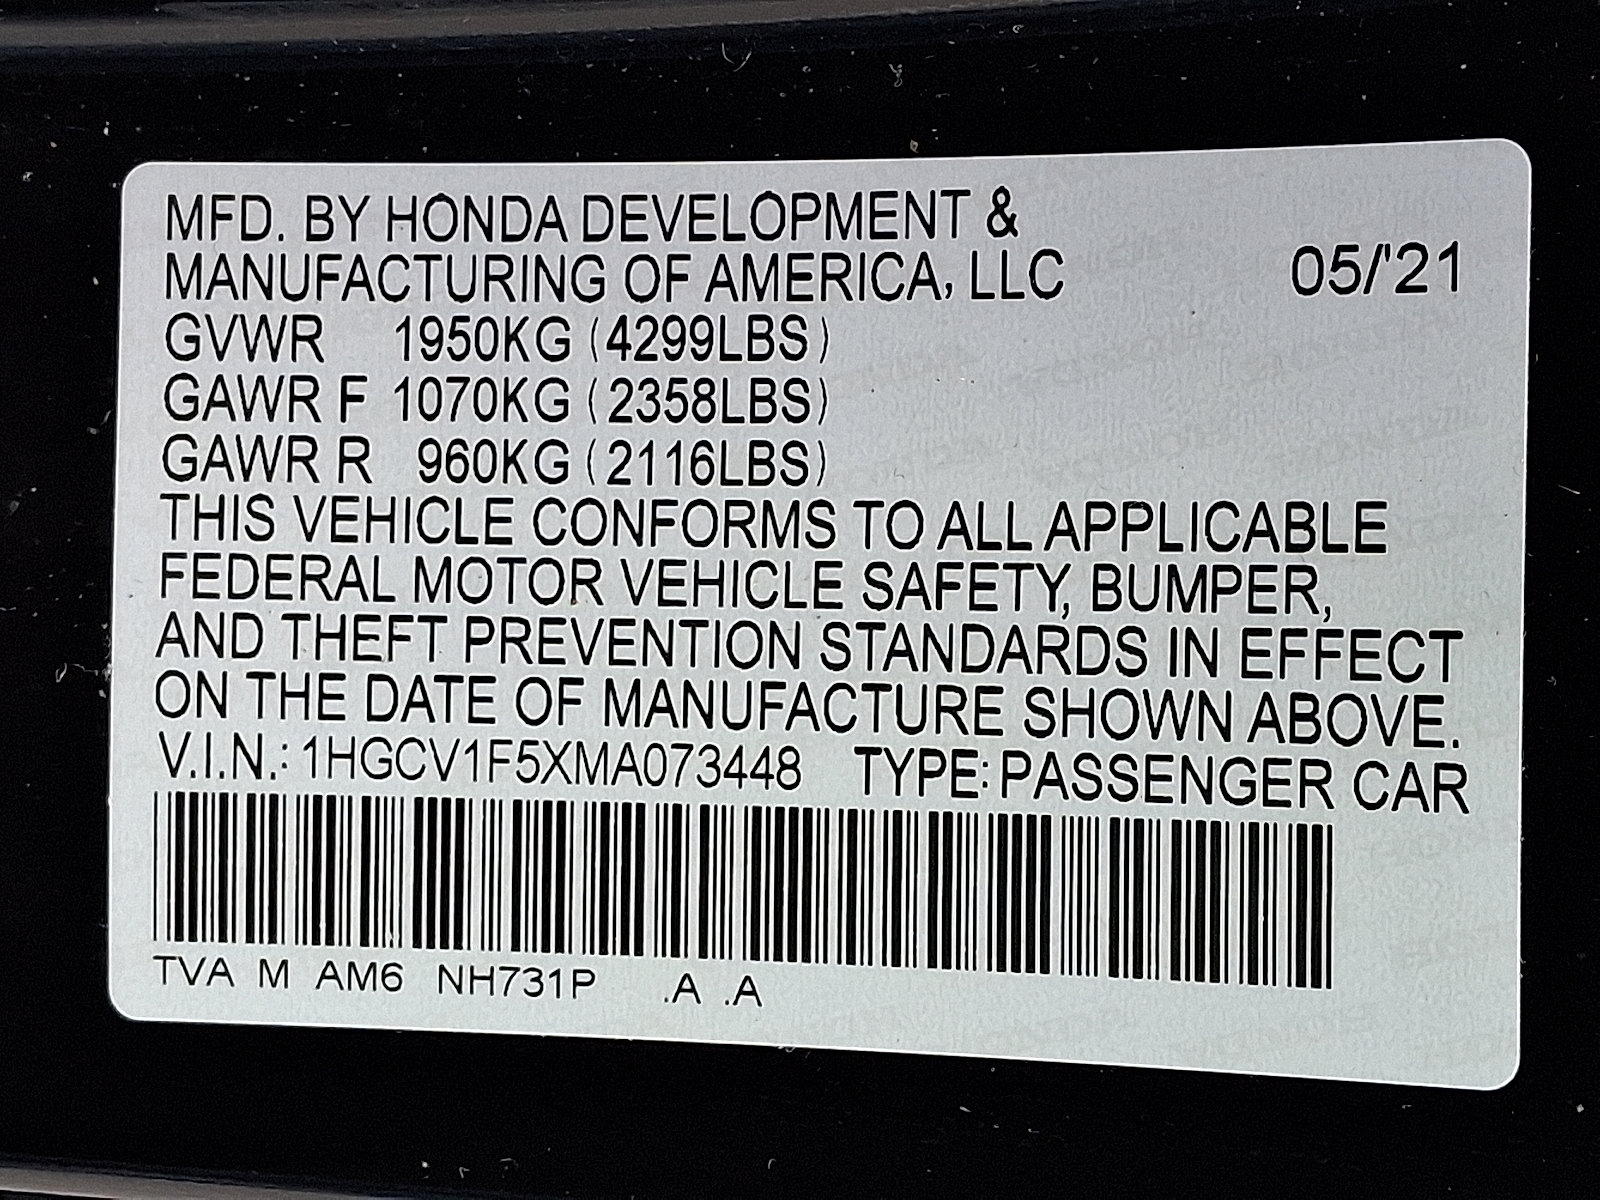 MFD. BY HONDA DEVELOPMENT &
MANUFACTURING OF AMERICA, LLC 05/'21
GVWR 1950KG (4299LBS)
GAWR F 1070KG (2358LBS)
GAWR R 960KG (2116LBS)
THIS VEHICLE CONFORMS TO ALL APPLICABLE
FEDERAL MOTOR VEHICLE SAFETY, BUMPER,
AND THEFT PREVENTION STANDARDS IN EFFECT
ON THE DATE OF MANUFACTURE SHOWN ABOVE.
V.I.N.: 1HGCV1F5XMA073448 TYPE: PASSENGER CAR
TVA M AM6 NH731P .A .A